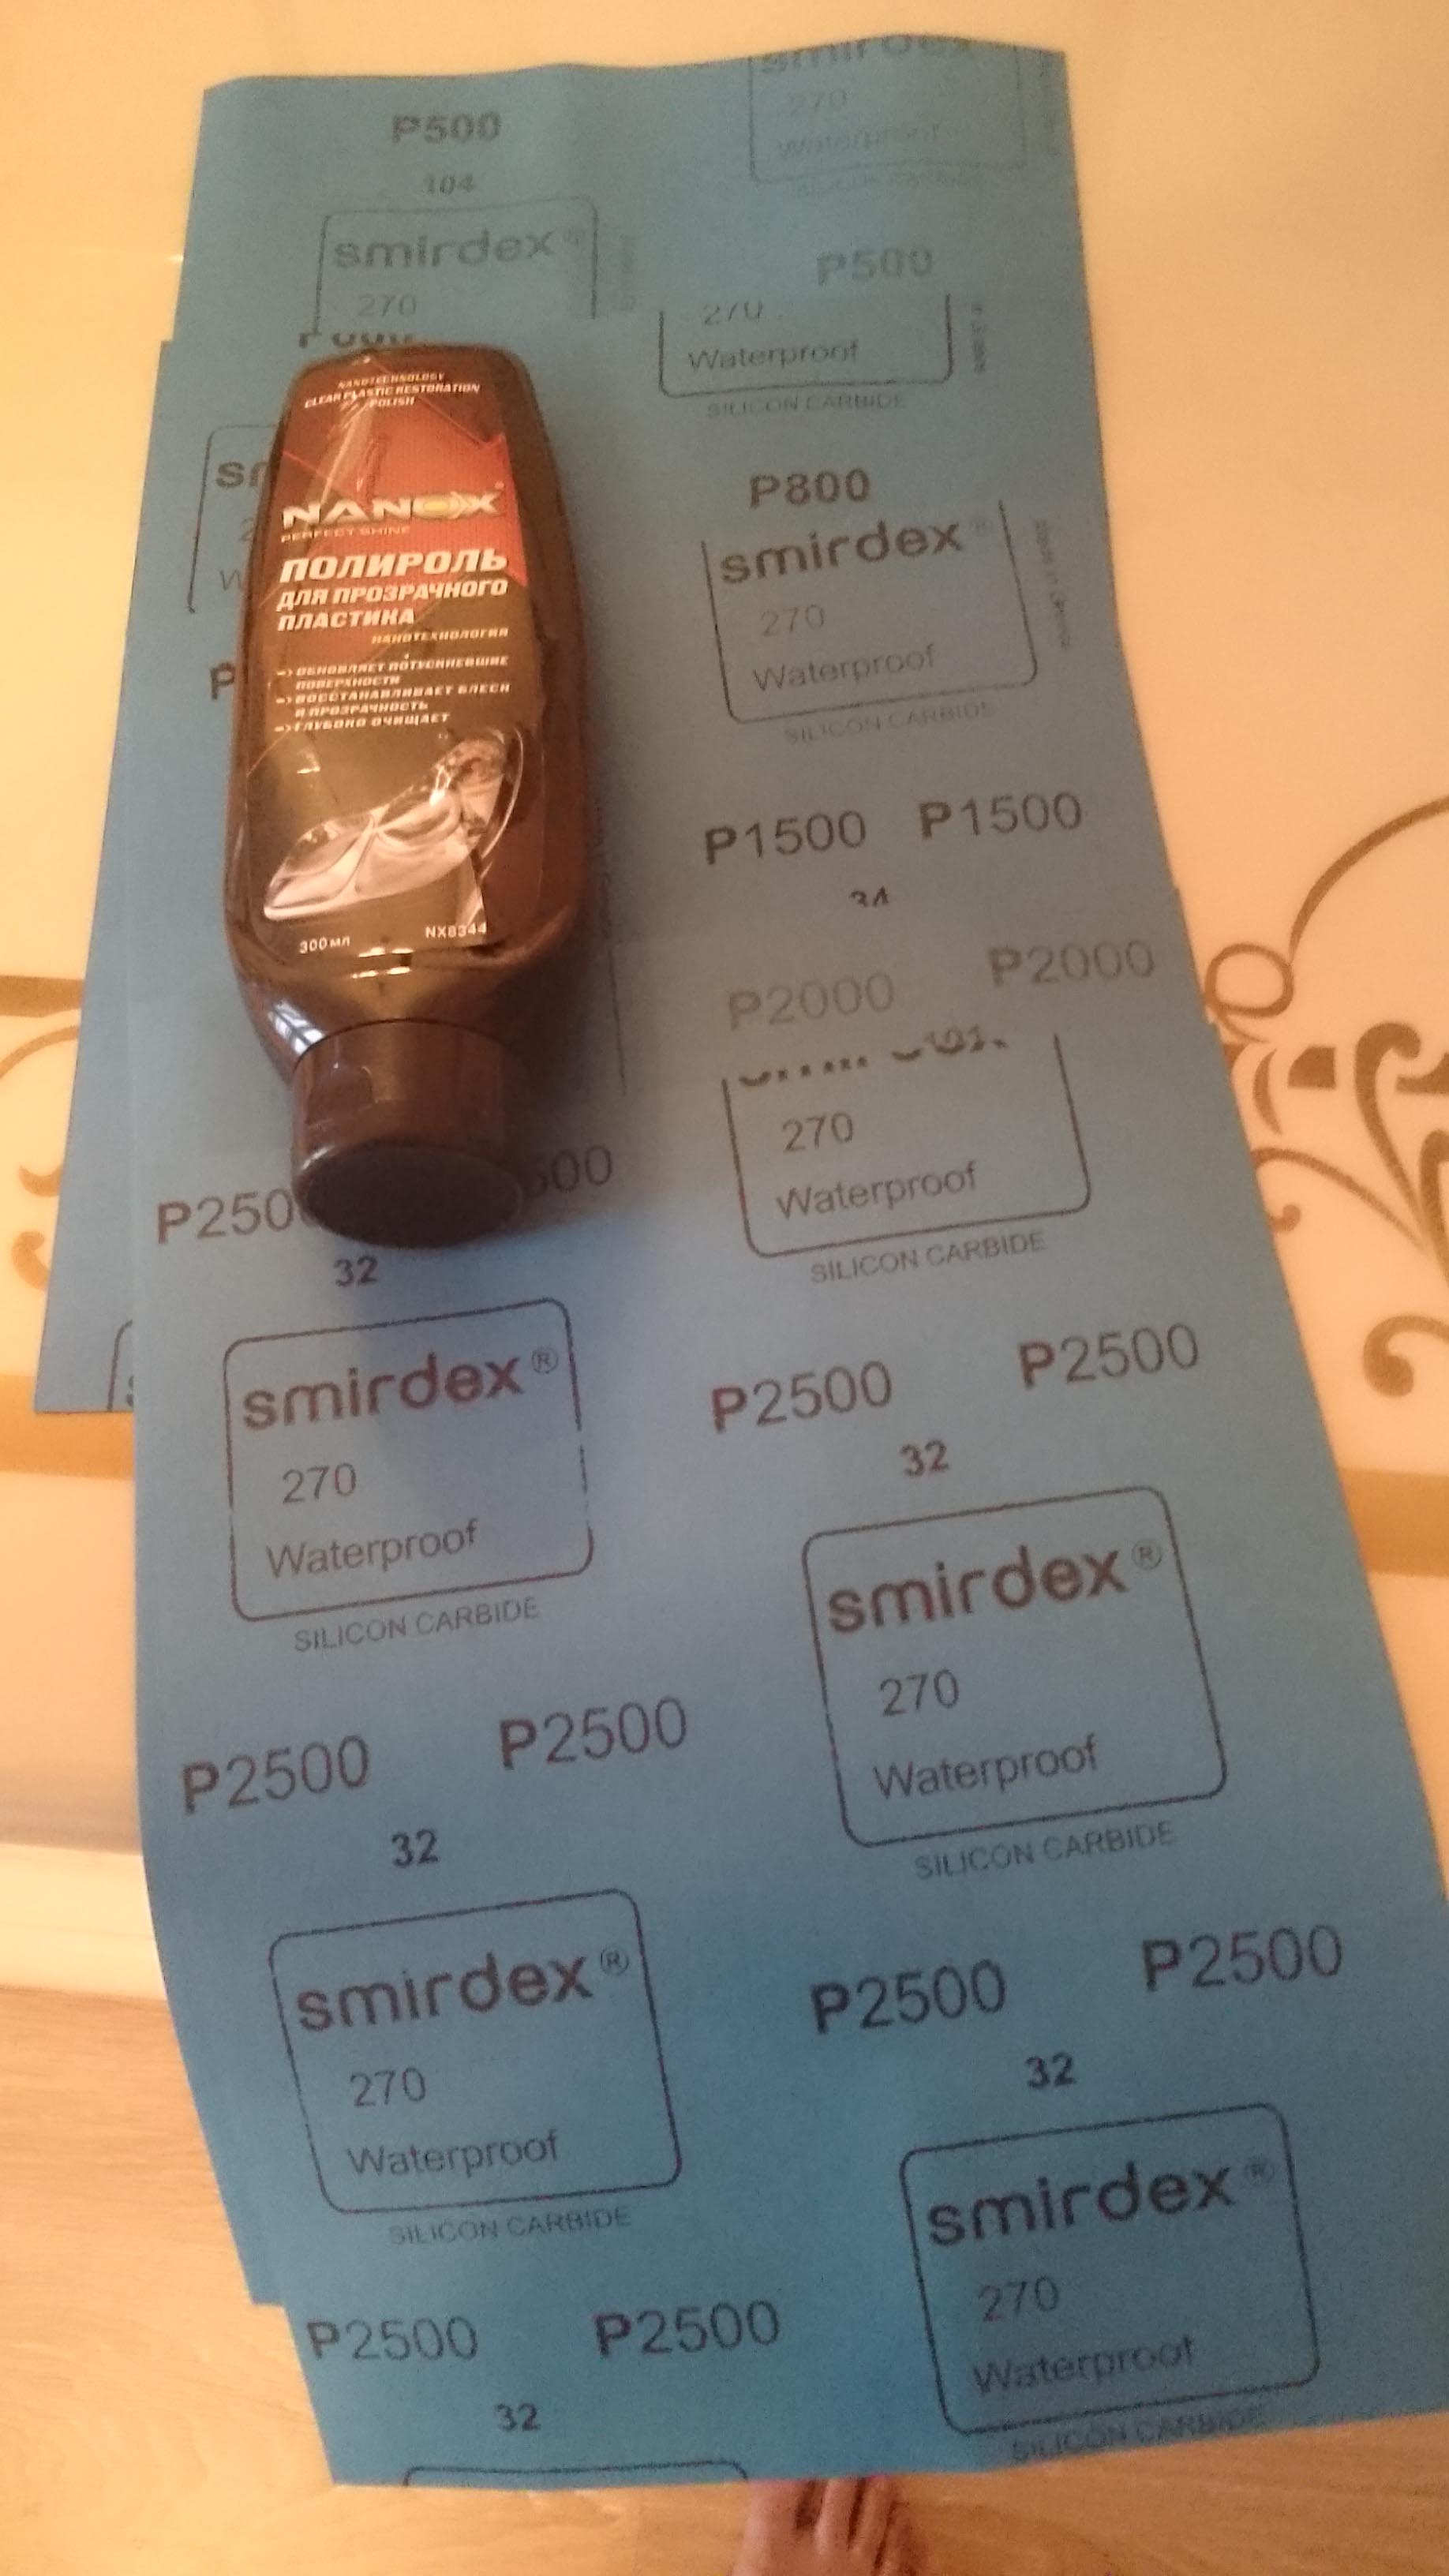 smirdex
270
Waterproof
P500
104
smirdex®
270
P500
270
Waterproof
SILICON CARBIDE
NANOTECHNOLOGY
CLEAR PLASTIC RESTORATION
POLISH
NANOX
PERFECT SHINE
ПОЛИРОЛЬ
ДЛЯ ПРОЗРАЧНОГО
ПЛАСТИКА
НАНОТЕХНОЛОГИЯ
ОБНОВЛЯЕТ ПОТУСКНЕВШИЕ
ПОВЕРХНОСТИ
ВОССТАНАВЛИВАЕТ БЛЕСК
И ПРОЗРАЧНОСТЬ
ГЛУБОКО ОЧИЩАЕТ
300 мл NX8344
P800
smirdex®
270
Waterproof
SILICON CARBIDE
P1500 P1500
34
P2000 P2000
270
Waterproof
SILICON CARBIDE
P250 500
32
smirdex®
270
Waterproof
SILICON CARBIDE
P2500 P2500
32
smirdex®
270
Waterproof
SILICON CARBIDE
P2500 P2500
32
smirdex®
270
Waterproof
SILICON CARBIDE
P2500 P2500
32
smirdex®
270
Waterproof
SILICON CARBIDE
P2500 P2500
32